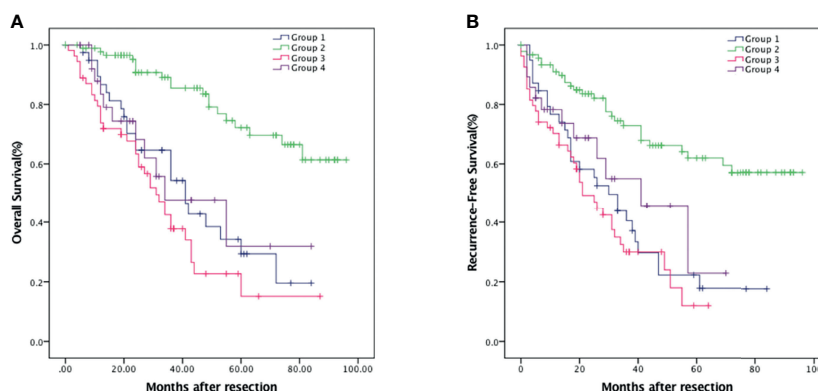 A
Group 1
Group 2
Group 3
Group 4
Overall Survival(%)
1.0
0.8
0.6
0.4
0.2
0.0
.00 20.00 40.00 60.00 80.00 100.00
Months after resection
B
Group 1
Group 2
Group 3
Group 4
Recurrence-Free Survival(%)
1.0
0.8
0.6
0.4
0.2
0.0
0 20 40 60 80 100
Months after resection